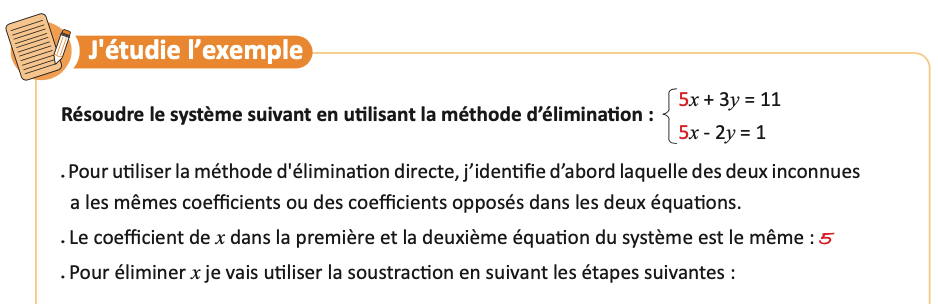 J'étudie l'exemple
Résoudre le système suivant en utilisant la méthode d'élimination : { 5x + 3y = 11
5x - 2y = 1
. Pour utiliser la méthode d'élimination directe, j'identifie d'abord laquelle des deux inconnues
a les mêmes coefficients ou des coefficients opposés dans les deux équations.
. Le coefficient de x dans la première et la deuxième équation du système est le même : 5
. Pour éliminer x je vais utiliser la soustraction en suivant les étapes suivantes :